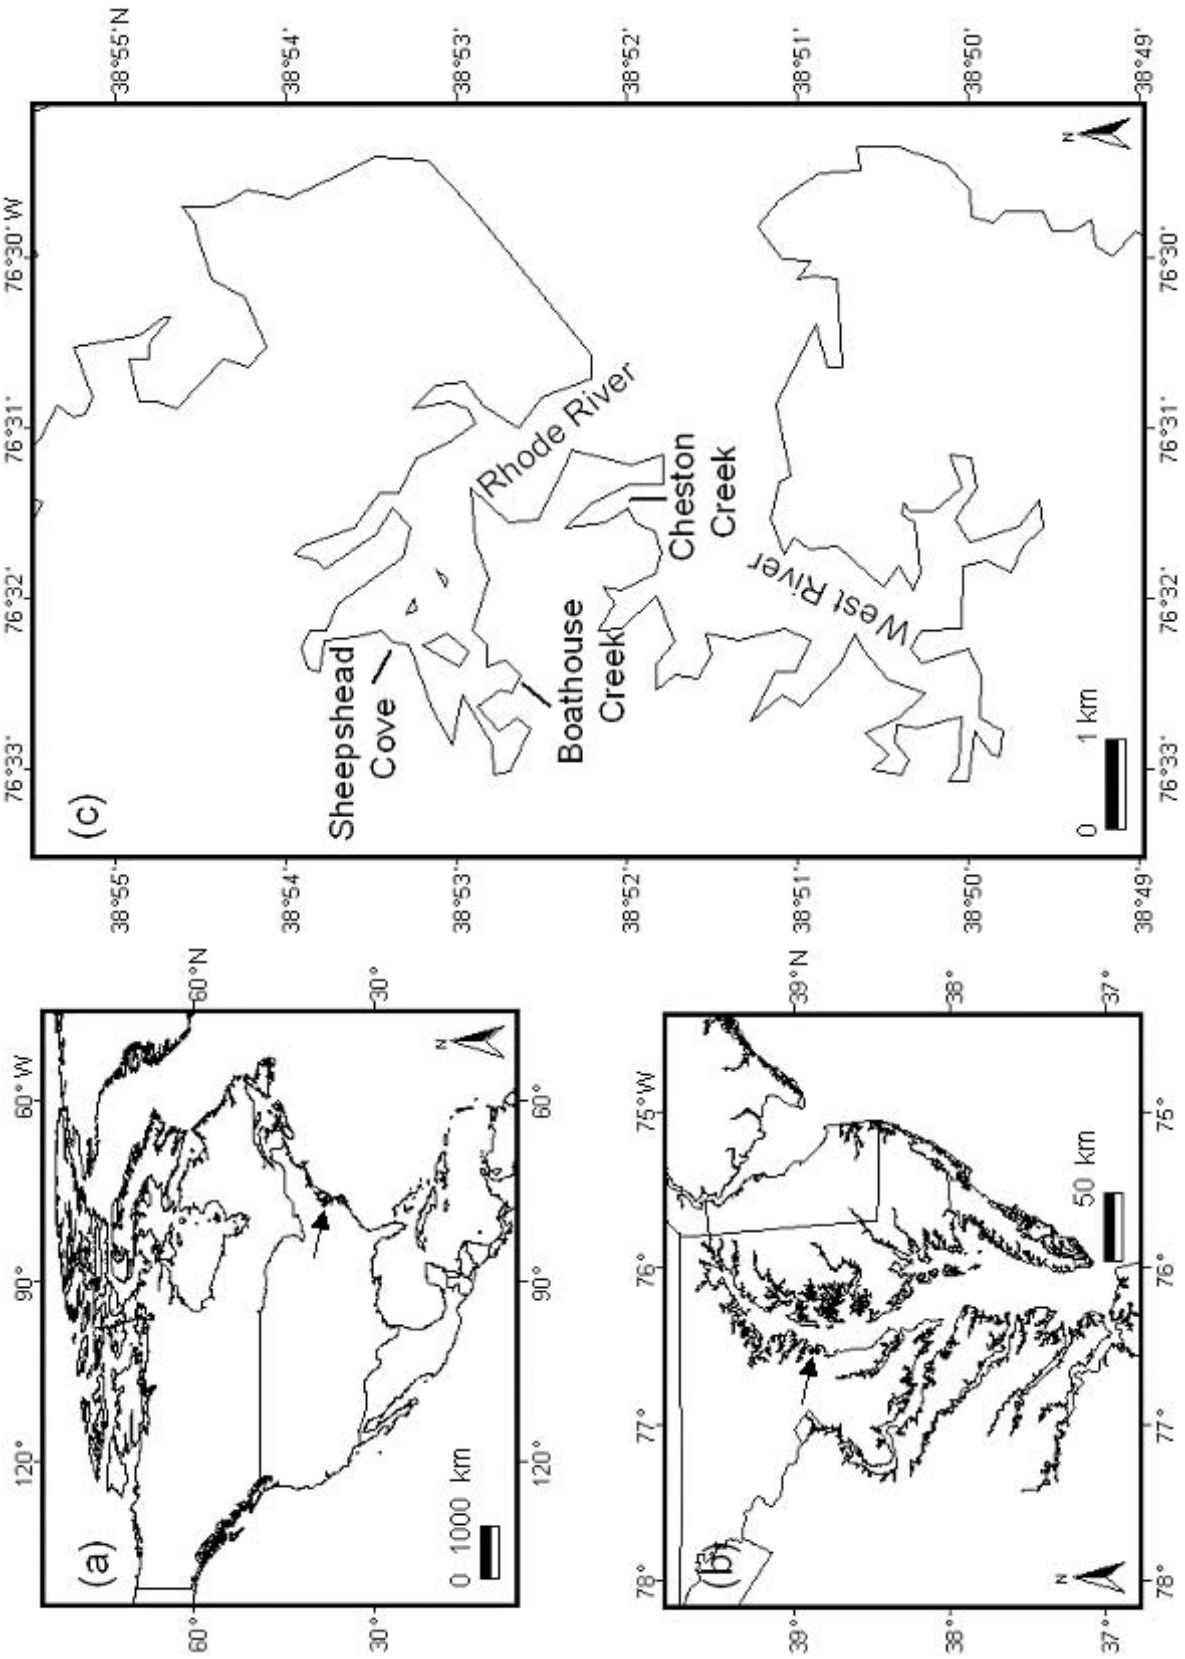 (a)
120°
90°
60° W
60°
60°N
30°
30°
N
0 1000 km
120°
90°
60°
(b)
78°
77°
76°
75°W
39°
39°N
38°
38°
37°
37°
N
50 km
78°
77°
76°
75°
(c)
76°33'
76°32'
76°31'
76°30' W
38°55'
38°55' N
38°54'
38°54'
Sheepshead
Cove
38°53'
38°53'
Rhode River
Boathouse
Creek
38°52'
38°52'
Cheston
Creek
West River
38°51'
38°51'
38°50'
38°50'
N
0 1 km
38°49'
38°49'
76°33'
76°32'
76°31'
76°30'